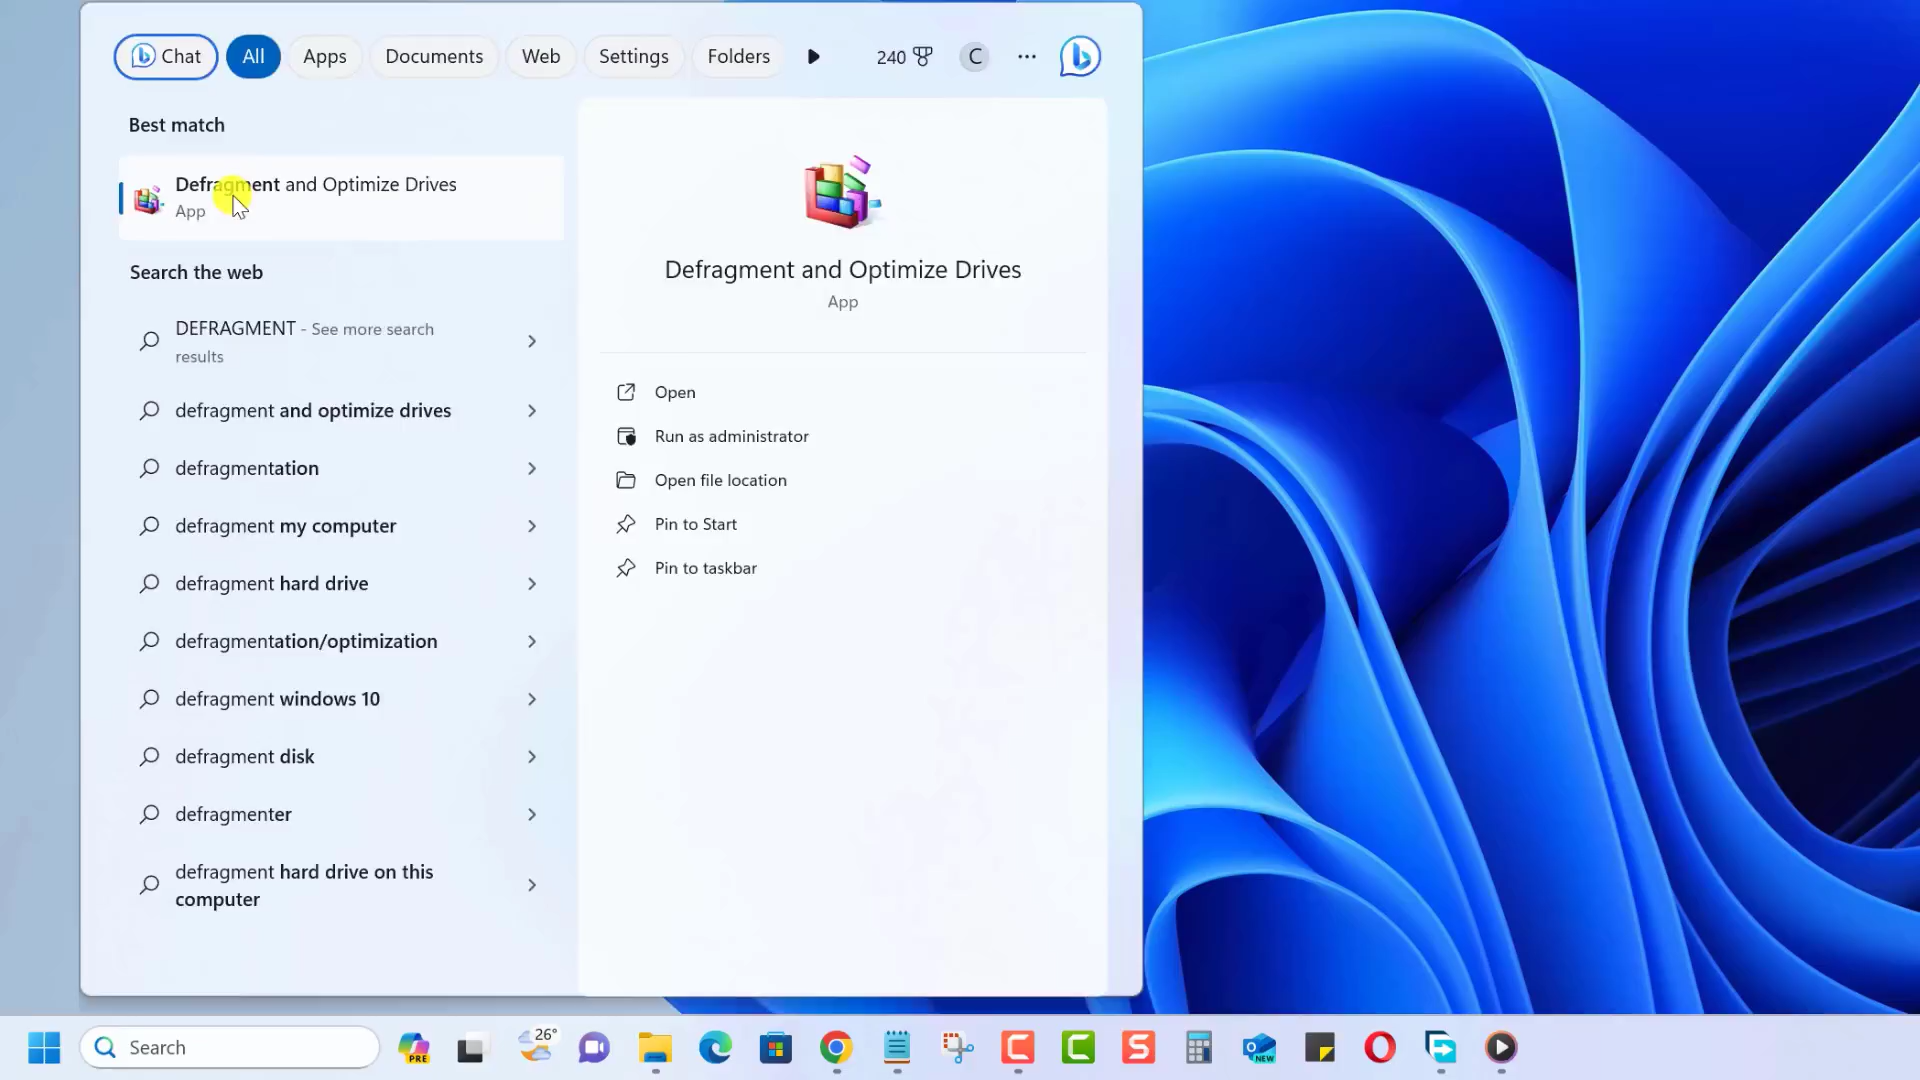 Chat All Apps Documents Web Settings Folders 240 C
Best match
Defragment and Optimize Drives
App
Search the web
DEFRAGMENT - See more search
results
defragment and optimize drives
defragmentation
defragment my computer
defragment hard drive
defragmentation/optimization
defragment windows 10
defragment disk
defragmenter
defragment hard drive on this
computer
Defragment and Optimize Drives
App
Open
Run as administrator
Open file location
Pin to Start
Pin to taskbar
Search
PRE
26°
C
C
S
NEW